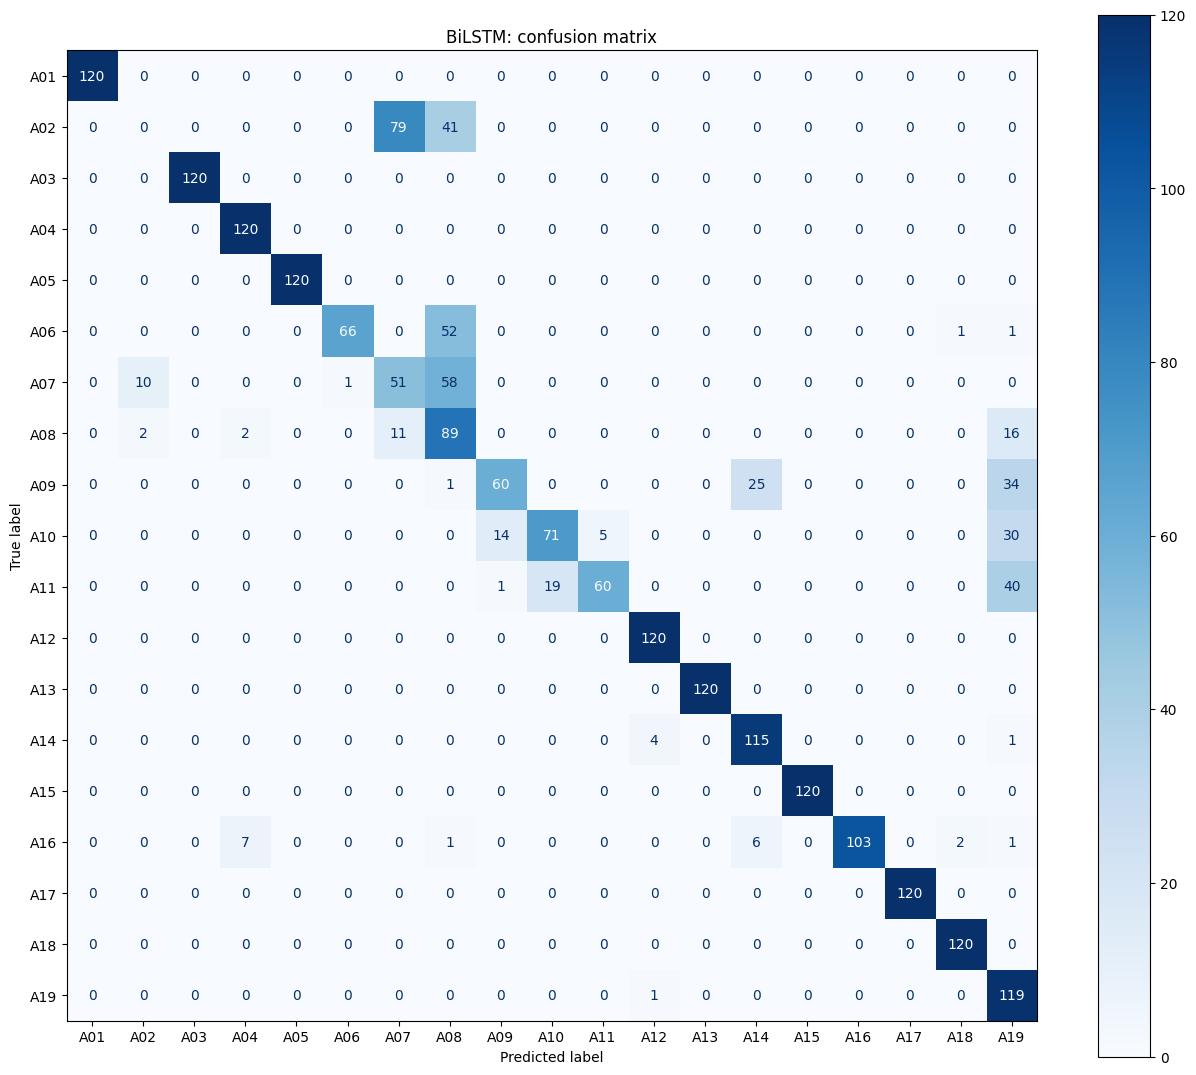 BiLSTM: confusion matrix
True label
A01 120 0 0 0 0 0 0 0 0 0 0 0 0 0 0 0 0 0 0
A02 0 0 0 0 0 0 79 41 0 0 0 0 0 0 0 0 0 0 0
A03 0 0 120 0 0 0 0 0 0 0 0 0 0 0 0 0 0 0 0
A04 0 0 0 120 0 0 0 0 0 0 0 0 0 0 0 0 0 0 0
A05 0 0 0 0 120 0 0 0 0 0 0 0 0 0 0 0 0 0 0
A06 0 0 0 0 0 66 0 52 0 0 0 0 0 0 0 0 0 1 1
A07 0 10 0 0 0 1 51 58 0 0 0 0 0 0 0 0 0 0 0
A08 0 2 0 2 0 0 11 89 0 0 0 0 0 0 0 0 0 0 16
A09 0 0 0 0 0 0 0 1 60 0 0 0 0 25 0 0 0 0 34
A10 0 0 0 0 0 0 0 0 14 71 5 0 0 0 0 0 0 0 30
A11 0 0 0 0 0 0 0 0 1 19 60 0 0 0 0 0 0 0 40
A12 0 0 0 0 0 0 0 0 0 0 0 120 0 0 0 0 0 0 0
A13 0 0 0 0 0 0 0 0 0 0 0 0 120 0 0 0 0 0 0
A14 0 0 0 0 0 0 0 0 0 0 0 4 0 115 0 0 0 0 1
A15 0 0 0 0 0 0 0 0 0 0 0 0 0 0 120 0 0 0 0
A16 0 0 0 7 0 0 0 1 0 0 0 0 0 6 0 103 0 2 1
A17 0 0 0 0 0 0 0 0 0 0 0 0 0 0 0 0 120 0 0
A18 0 0 0 0 0 0 0 0 0 0 0 0 0 0 0 0 0 120 0
A19 0 0 0 0 0 0 0 0 0 0 0 1 0 0 0 0 0 0 119
A01 A02 A03 A04 A05 A06 A07 A08 A09 A10 A11 A12 A13 A14 A15 A16 A17 A18 A19
Predicted label
120
100
80
60
40
20
0